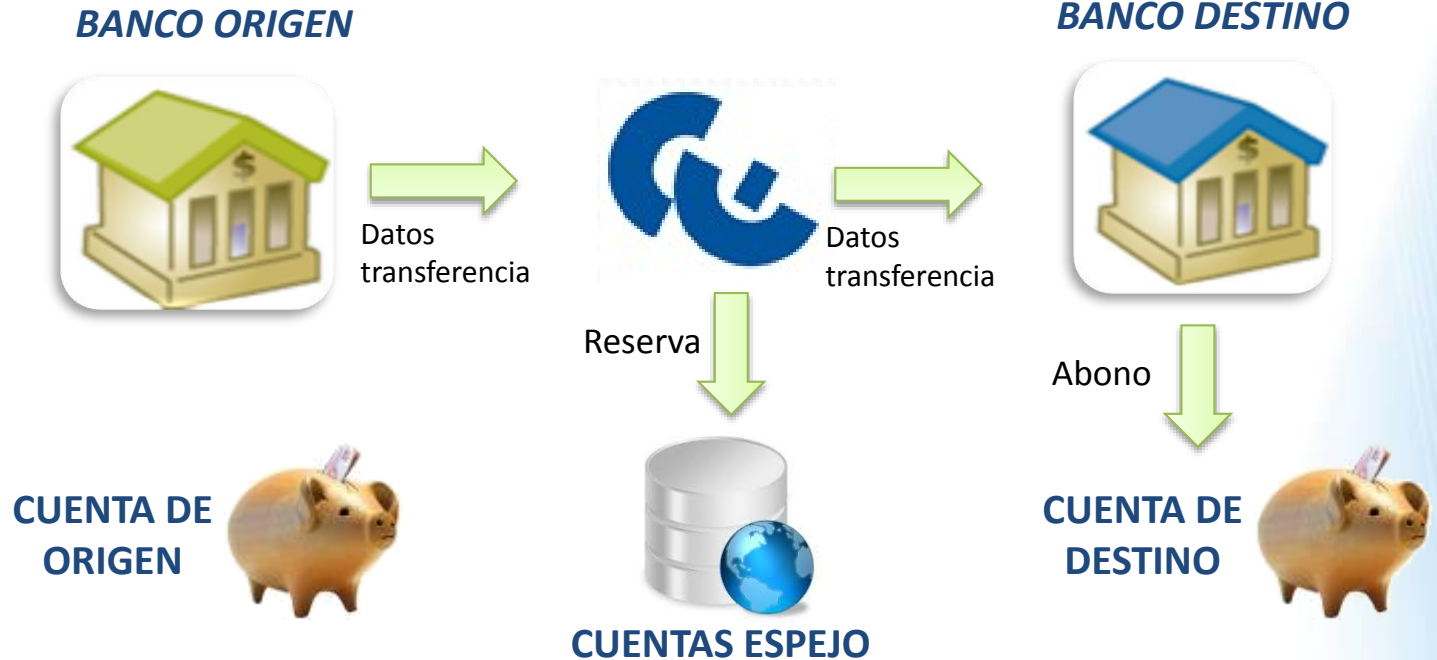 BANCO ORIGEN
BANCO DESTINO
Datos
transferencia
Datos
transferencia
Reserva
Abono
CUENTA DE
ORIGEN
CUENTA DE
DESTINO
CUENTAS ESPEJO